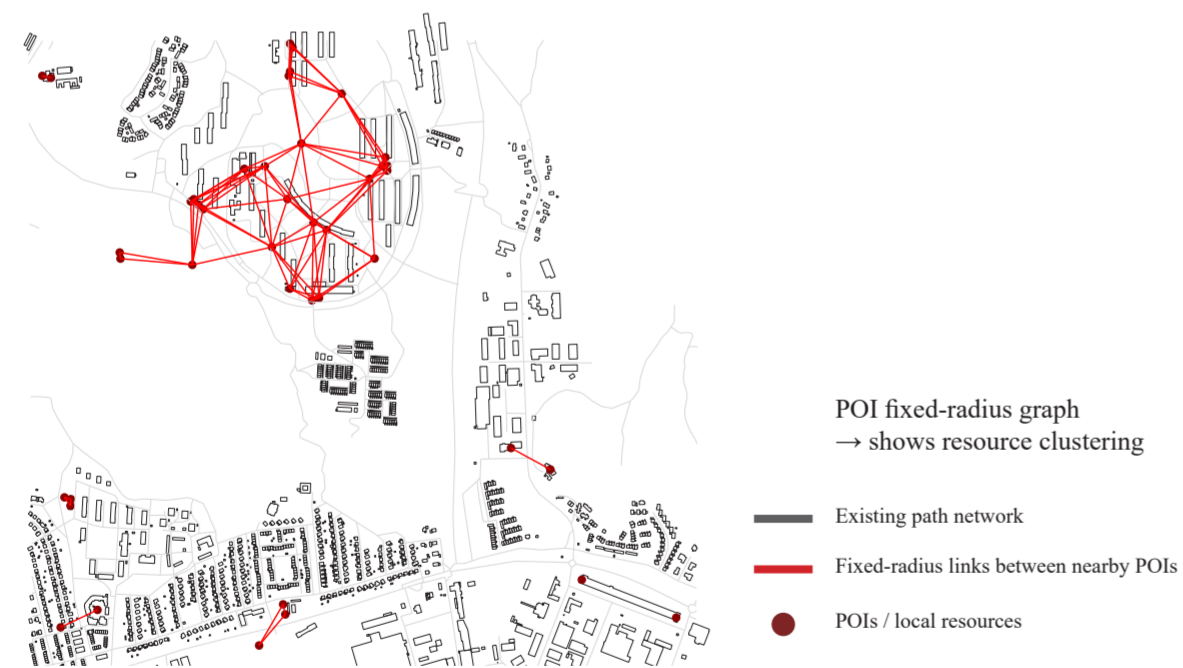 POI fixed-radius graph
→ shows resource clustering
Existing path network
Fixed-radius links between nearby POIs
POIs / local resources